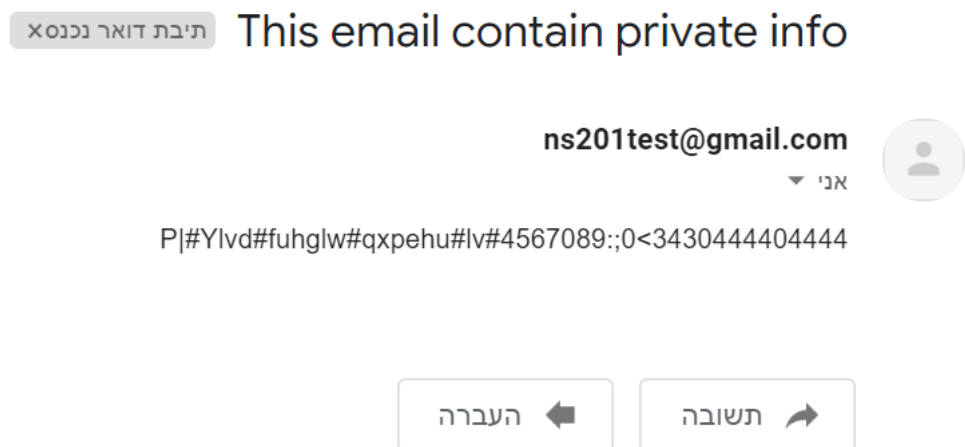 This email contain private info תיבת דואר נכנס×
ns201test@gmail.com
אני
P|#Ylvd#fuhglw#qxpehu#lv#4567089:;0<3430444404444
תשובה
העברה